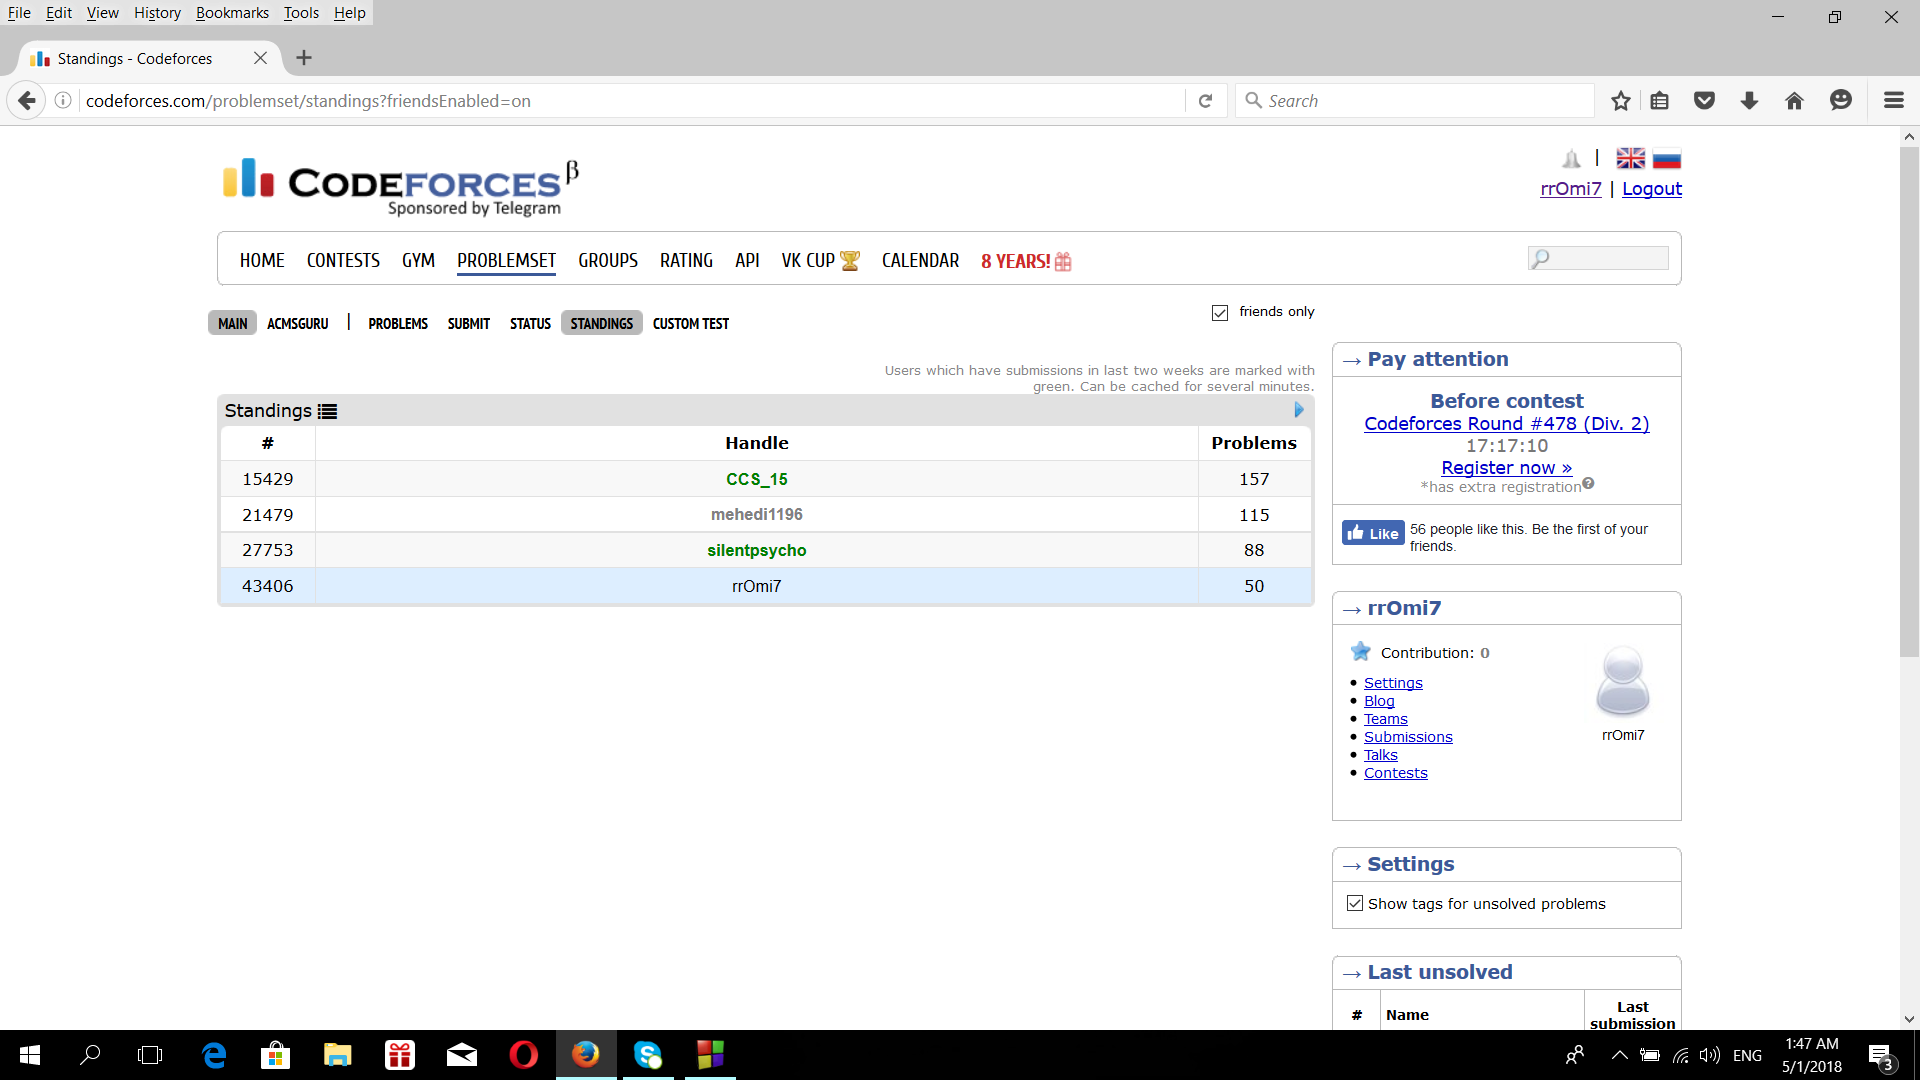 File Edit View History Bookmarks Tools Help
Standings - Codeforces
codeforces.com/problemset/standings?friendsEnabled=on
Search
CODEFORCES β
Sponsored by Telegram
|
rrOmi7 | Logout
HOME CONTESTS GYM PROBLEMSET GROUPS RATING API VK CUP CALENDAR 8 YEARS!
MAIN ACMSGURU | PROBLEMS SUBMIT STATUS STANDINGS CUSTOM TEST
friends only
Users which have submissions in last two weeks are marked with
green. Can be cached for several minutes.
Standings
# Handle Problems
15429 CCS_15 157
21479 mehedi1196 115
27753 silentpsycho 88
43406 rrOmi7 50
→ Pay attention
Before contest
Codeforces Round #478 (Div. 2)
17:17:10
Register now »
*has extra registration?
Like 56 people like this. Be the first of your
friends.
→ rrOmi7
Contribution: 0
• Settings
• Blog
• Teams
• Submissions
• Talks
• Contests
rrOmi7
→ Settings
Show tags for unsolved problems
→ Last unsolved
# Name Last
submission
ENG
1:47 AM
5/1/2018
3